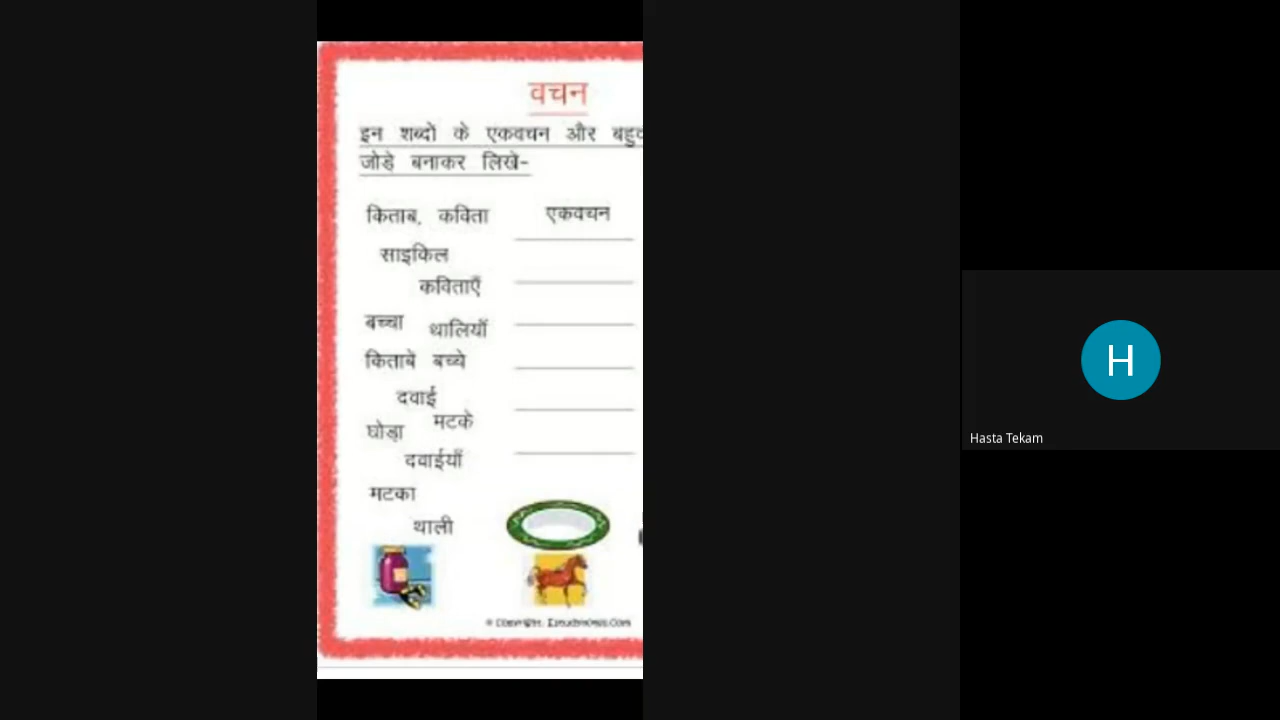 वचन
इन शब्दों के एकवचन और
जोड़े बनाकर लिखे-
किताब, कविता एकवचन
साइकिल
कविताएँ
बच्चा थालियाँ
किताबे बच्चे
दवाई
मटके
घोड़ा
दवाईयाँ
मटका
थाली
H
Hasta Tekam